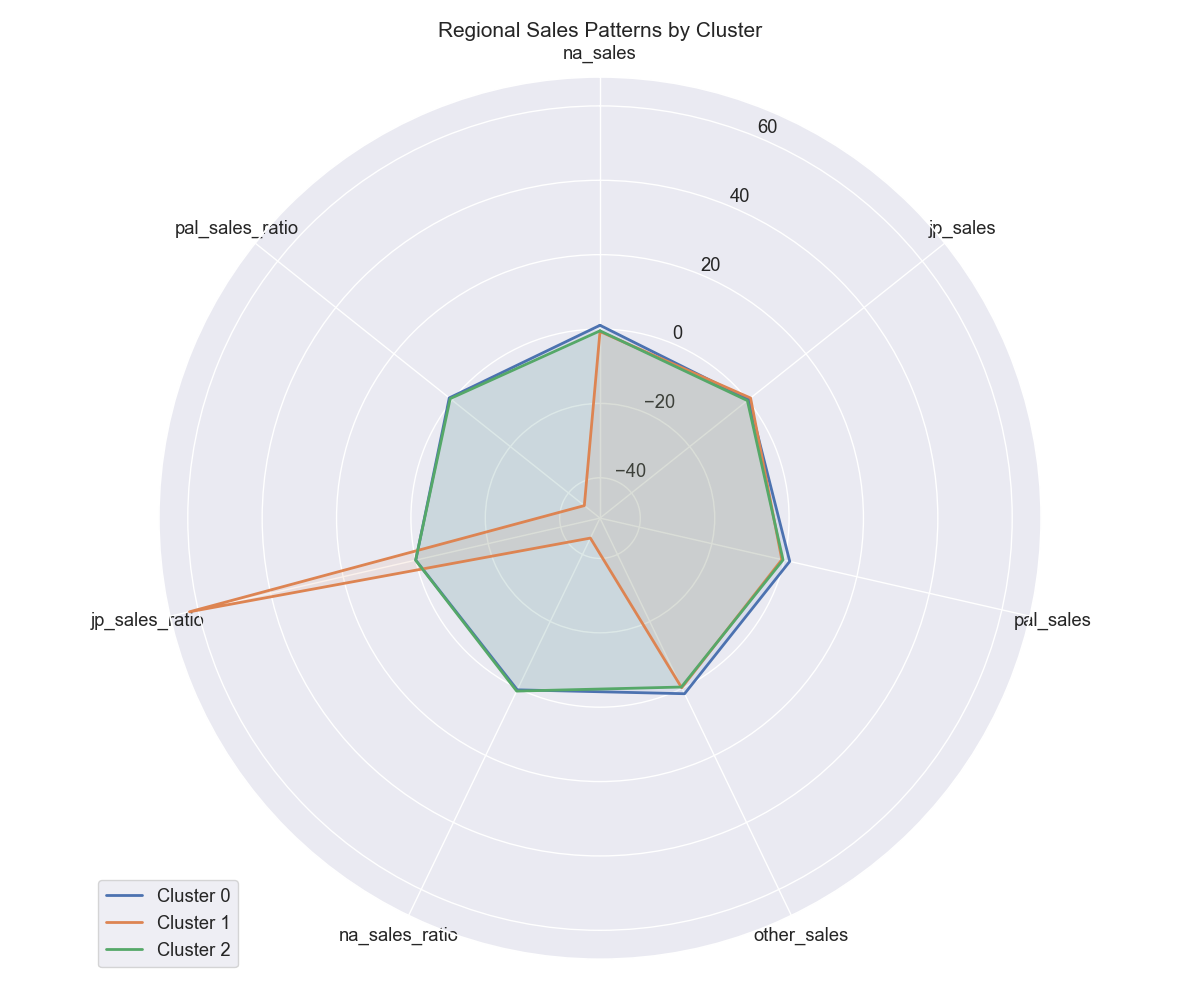 Regional Sales Patterns by Cluster
na_sales
60
40
pal_sales_ratio
jp_sales
20
0
−20
−40
jp_sales_ratio
pal_sales
na_sales_ratio
other_sales
Cluster 0
Cluster 1
Cluster 2